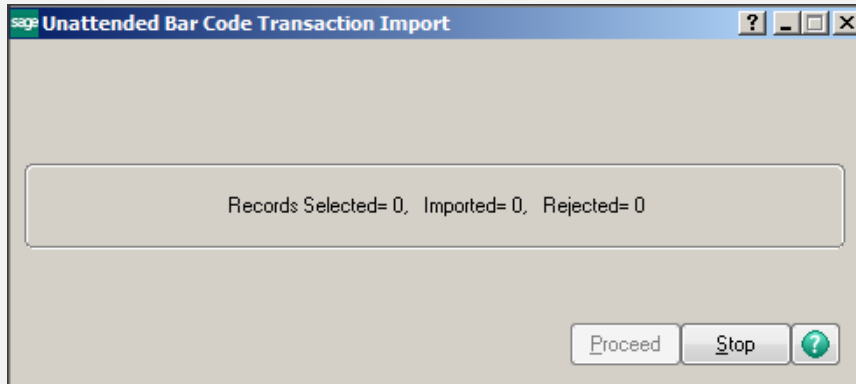 sage Unattended Bar Code Transaction Import ?
Records Selected= 0, Imported= 0, Rejected= 0
Proceed Stop ?